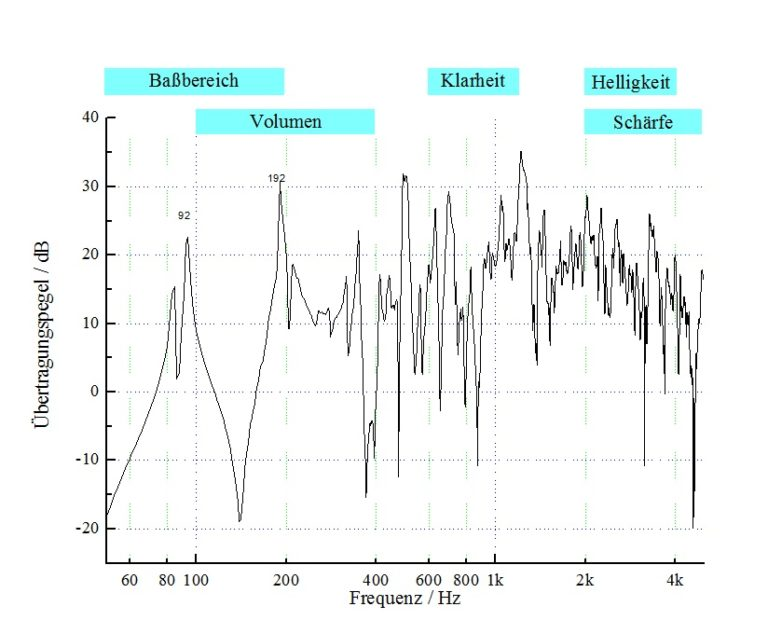 Baßbereich Klarheit Helligkeit
Volumen Schärfe
40
30
20
10
0
-10
-20
192
92
Übertragungspegel / dB
60 80 100 200 400 600 800 1k 2k 4k
Frequenz / Hz